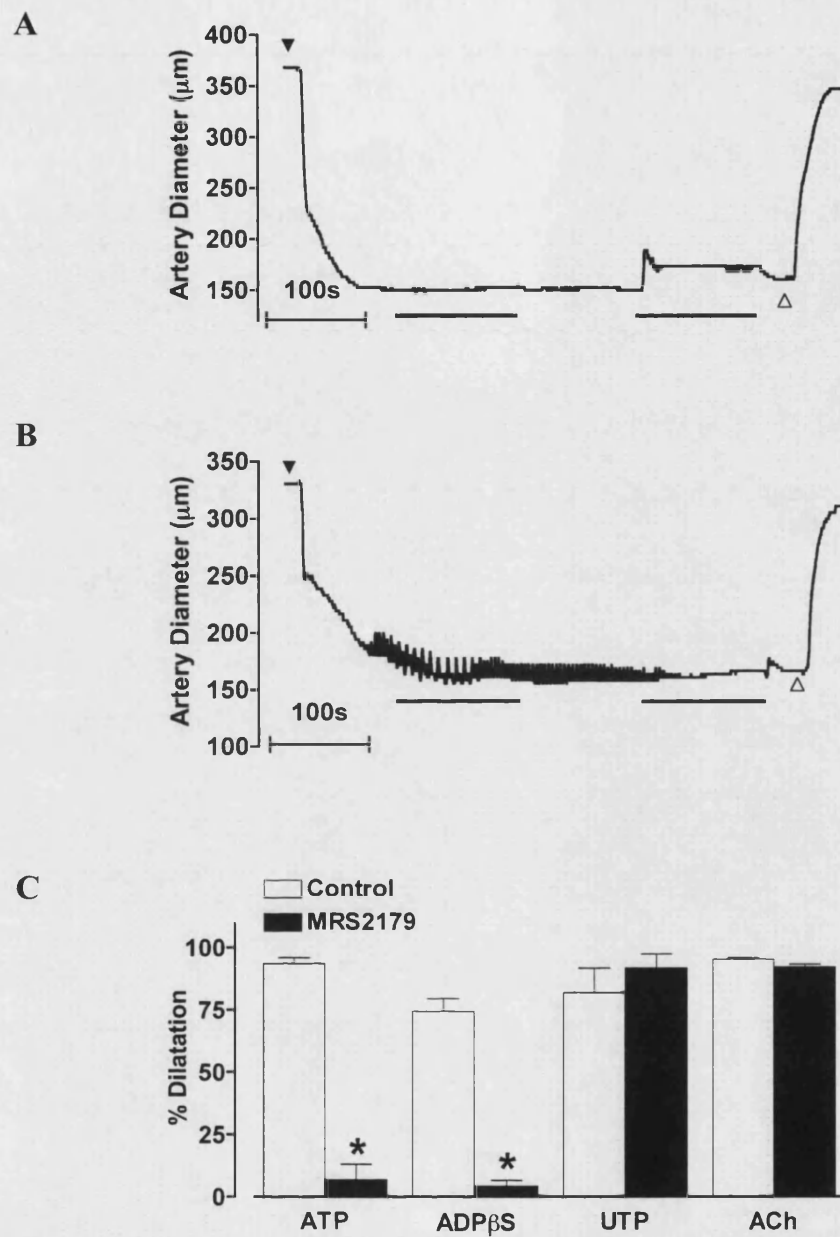 A
Artery Diameter (μm)
400
350
300
250
200
150
100s
B
Artery Diameter (μm)
350
300
250
200
150
100
100s
C
Control
MRS2179
% Dilatation
100
75
50
25
0
*
*
ATP
ADPβS
UTP
ACh